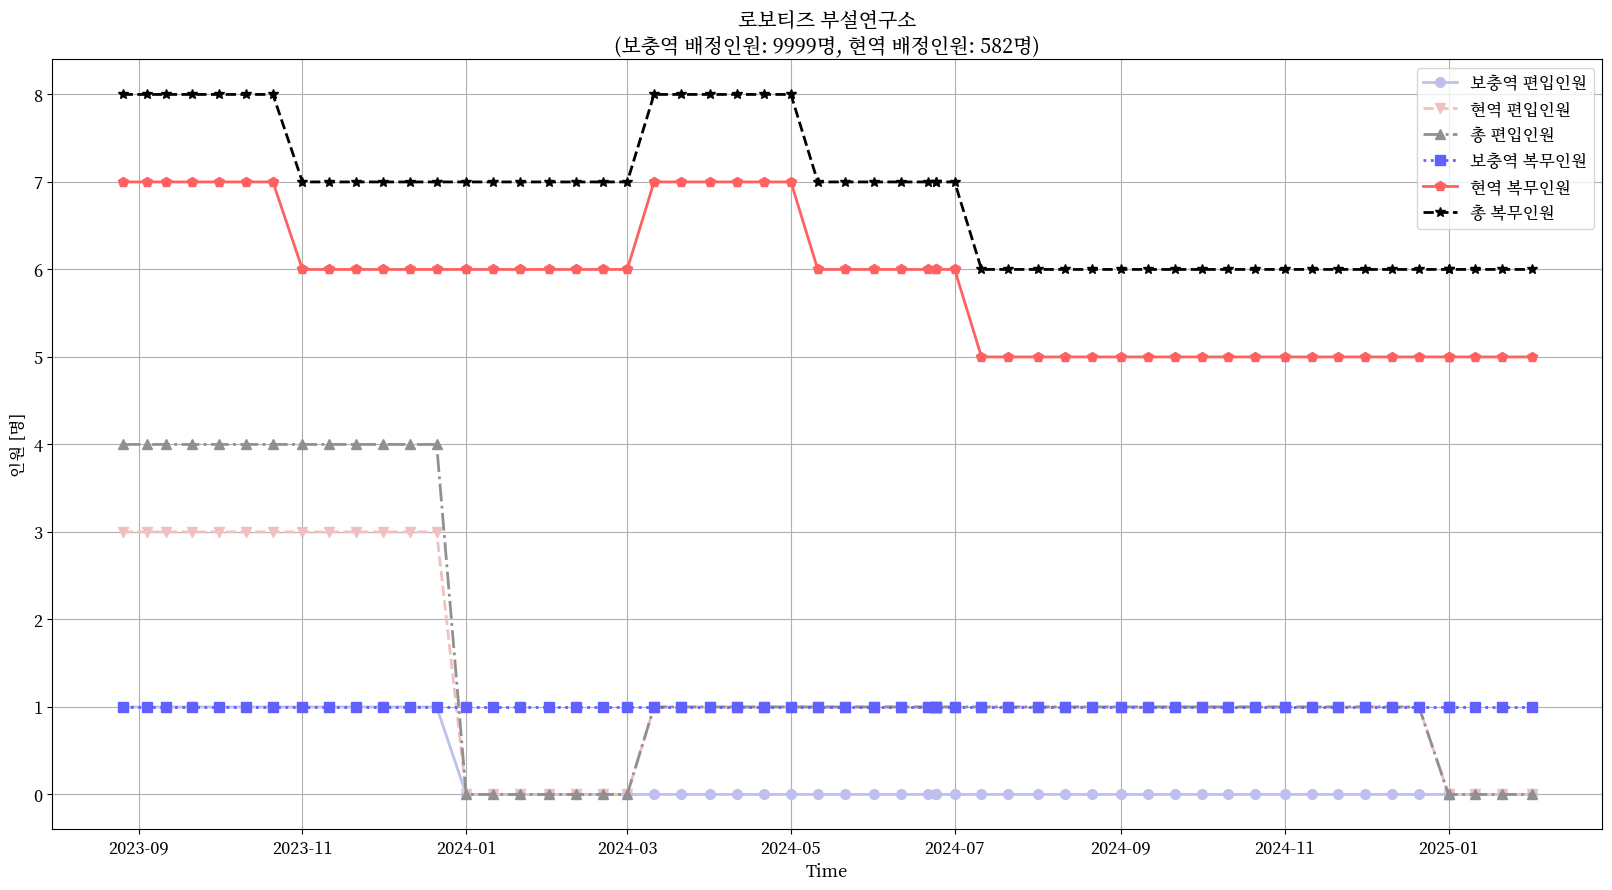 로보티즈 부설연구소
(보충역 배정인원: 9999명, 현역 배정인원: 582명)
보충역 편입인원
현역 편입인원
총 편입인원
보충역 복무인원
현역 복무인원
총 복무인원
8
7
6
5
4
3
2
1
0
인원 [명]
2023-09 2023-11 2024-01 2024-03 2024-05 2024-07 2024-09 2024-11 2025-01
Time